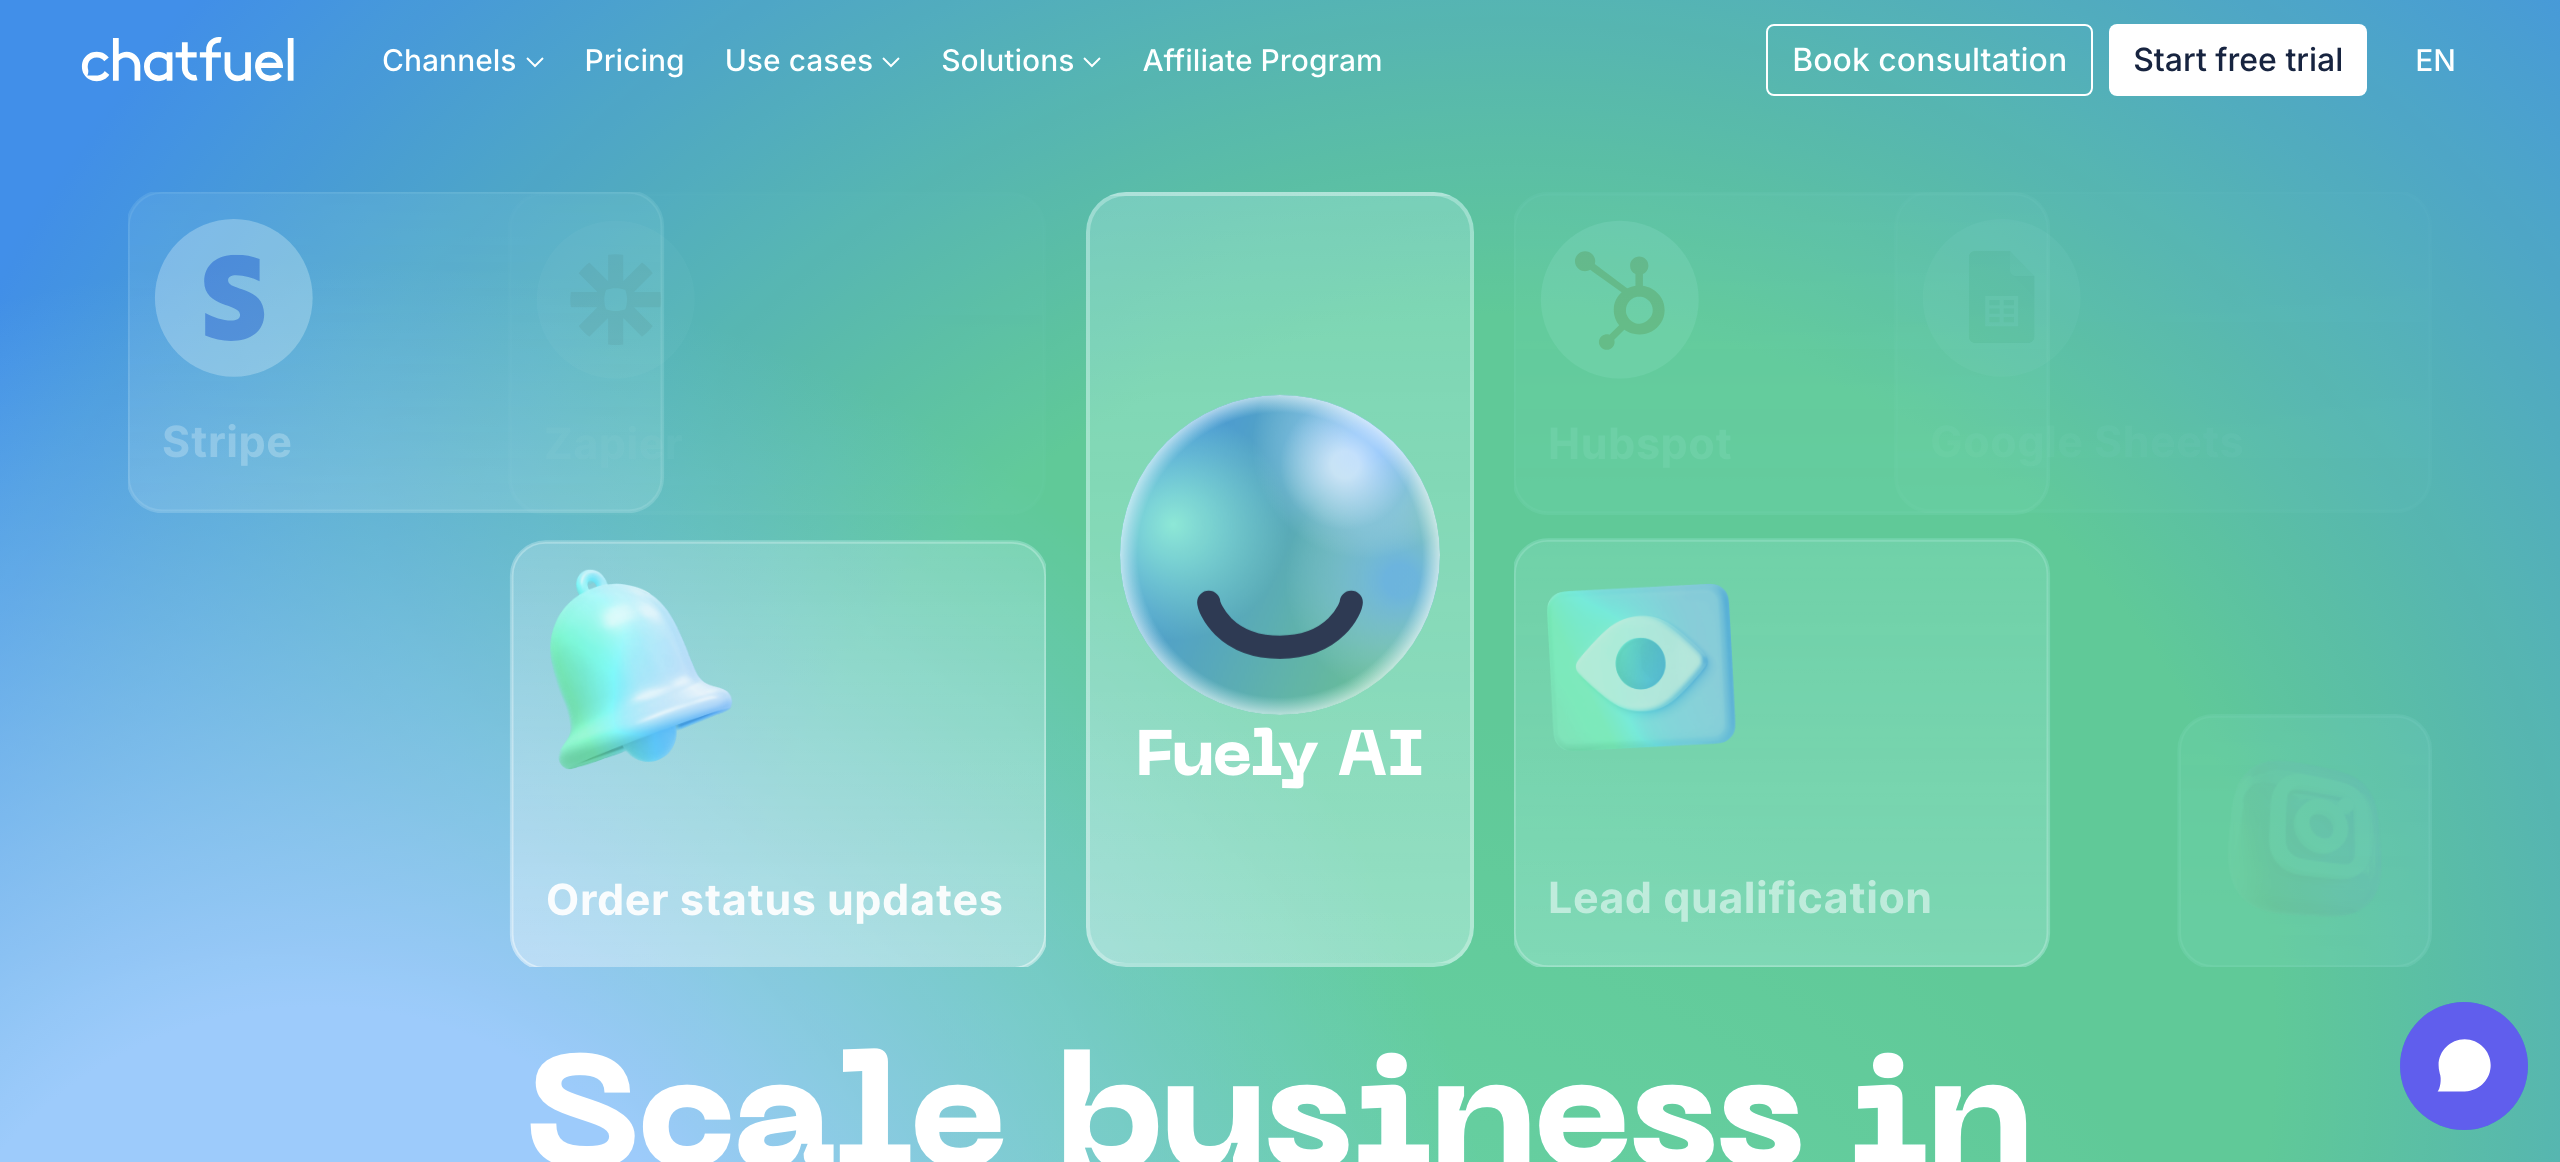 chatfuel
Channels
Pricing
Use cases
Solutions
Affiliate Program
Book consultation
Start free trial
EN
S
Stripe
Zapier
Hubspot
Google Sheets
Fuely AI
Order status updates
Lead qualification
Scale business in